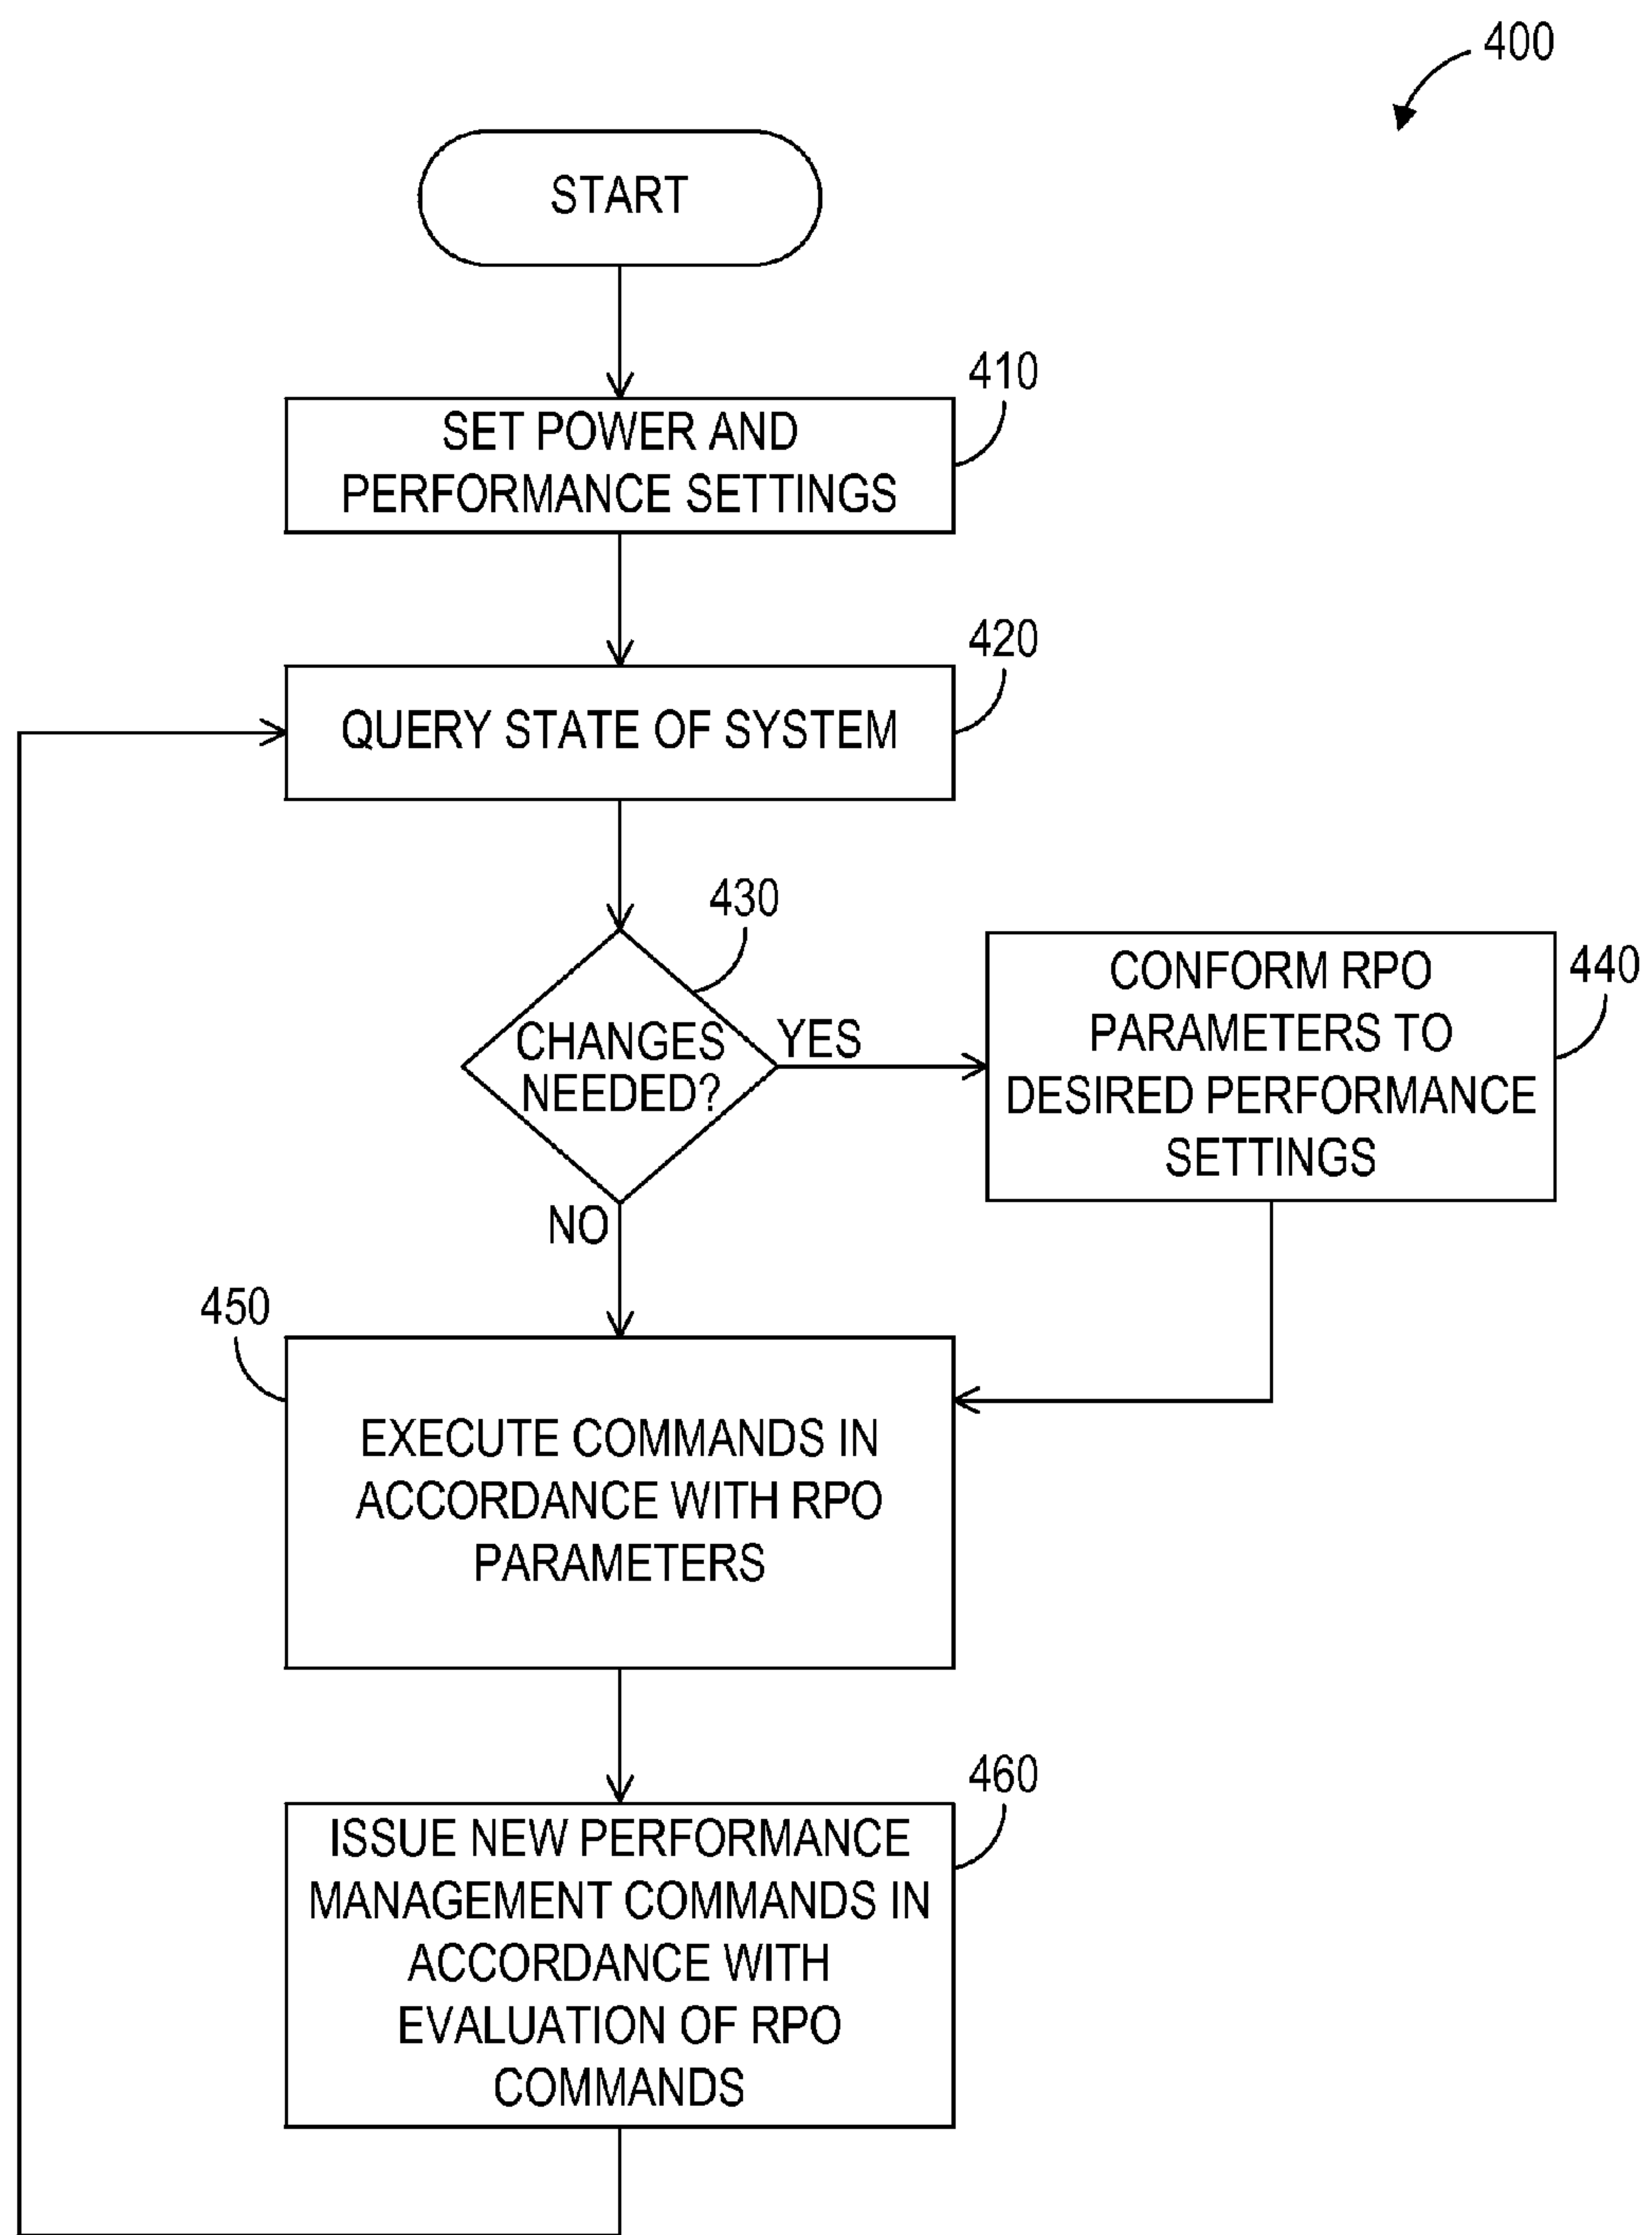 400
START
410
SET POWER AND
PERFORMANCE SETTINGS
420
QUERY STATE OF SYSTEM
430
CHANGES
NEEDED?
YES
NO
440
CONFORM RPO
PARAMETERS TO
DESIRED PERFORMANCE
SETTINGS
450
EXECUTE COMMANDS IN
ACCORDANCE WITH RPO
PARAMETERS
460
ISSUE NEW PERFORMANCE
MANAGEMENT COMMANDS IN
ACCORDANCE WITH
EVALUATION OF RPO
COMMANDS